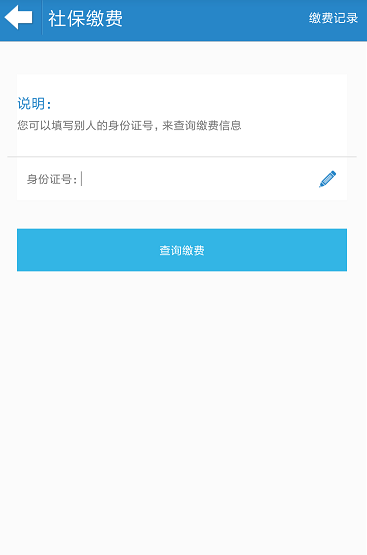 社保缴费
缴费记录
说明：
您可以填写别人的身份证号，来查询缴费信息
身份证号：
查询缴费